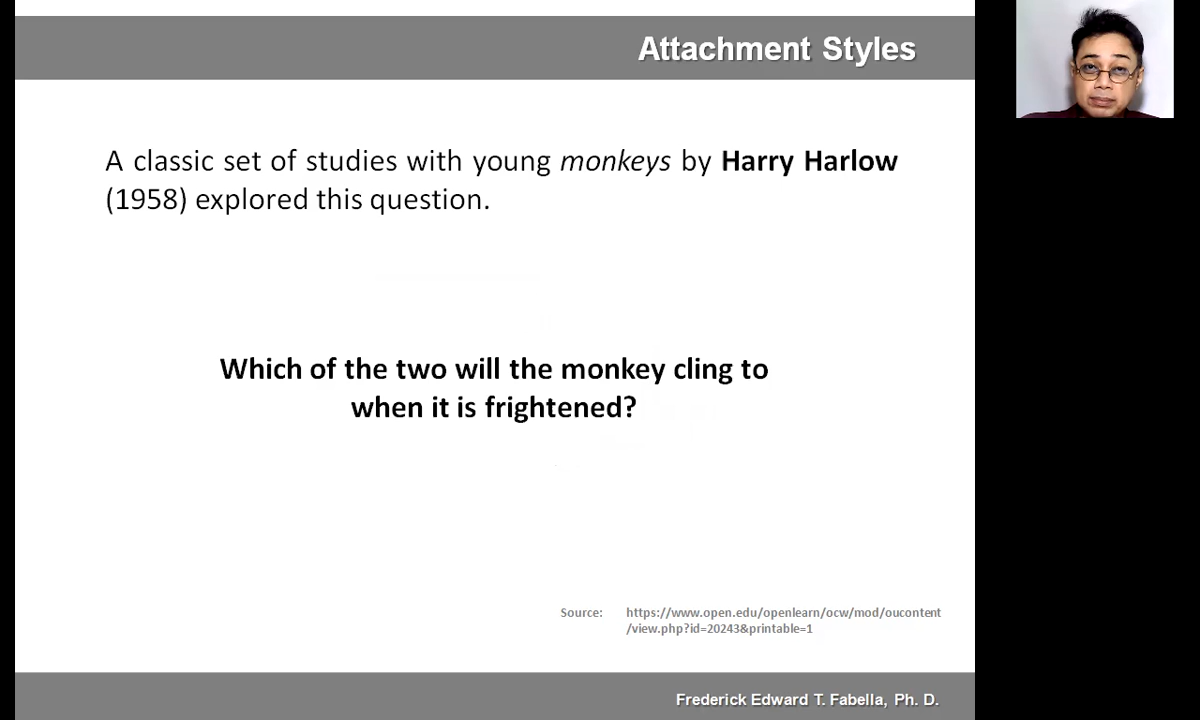 Attachment Styles
A classic set of studies with young monkeys by Harry Harlow
(1958) explored this question.
Which of the two will the monkey cling to
when it is frightened?
Source: https://www.open.edu/openlearn/ocw/mod/oucontent
/view.php?id=20243&printable=1
Frederick Edward T. Fabella, Ph. D.